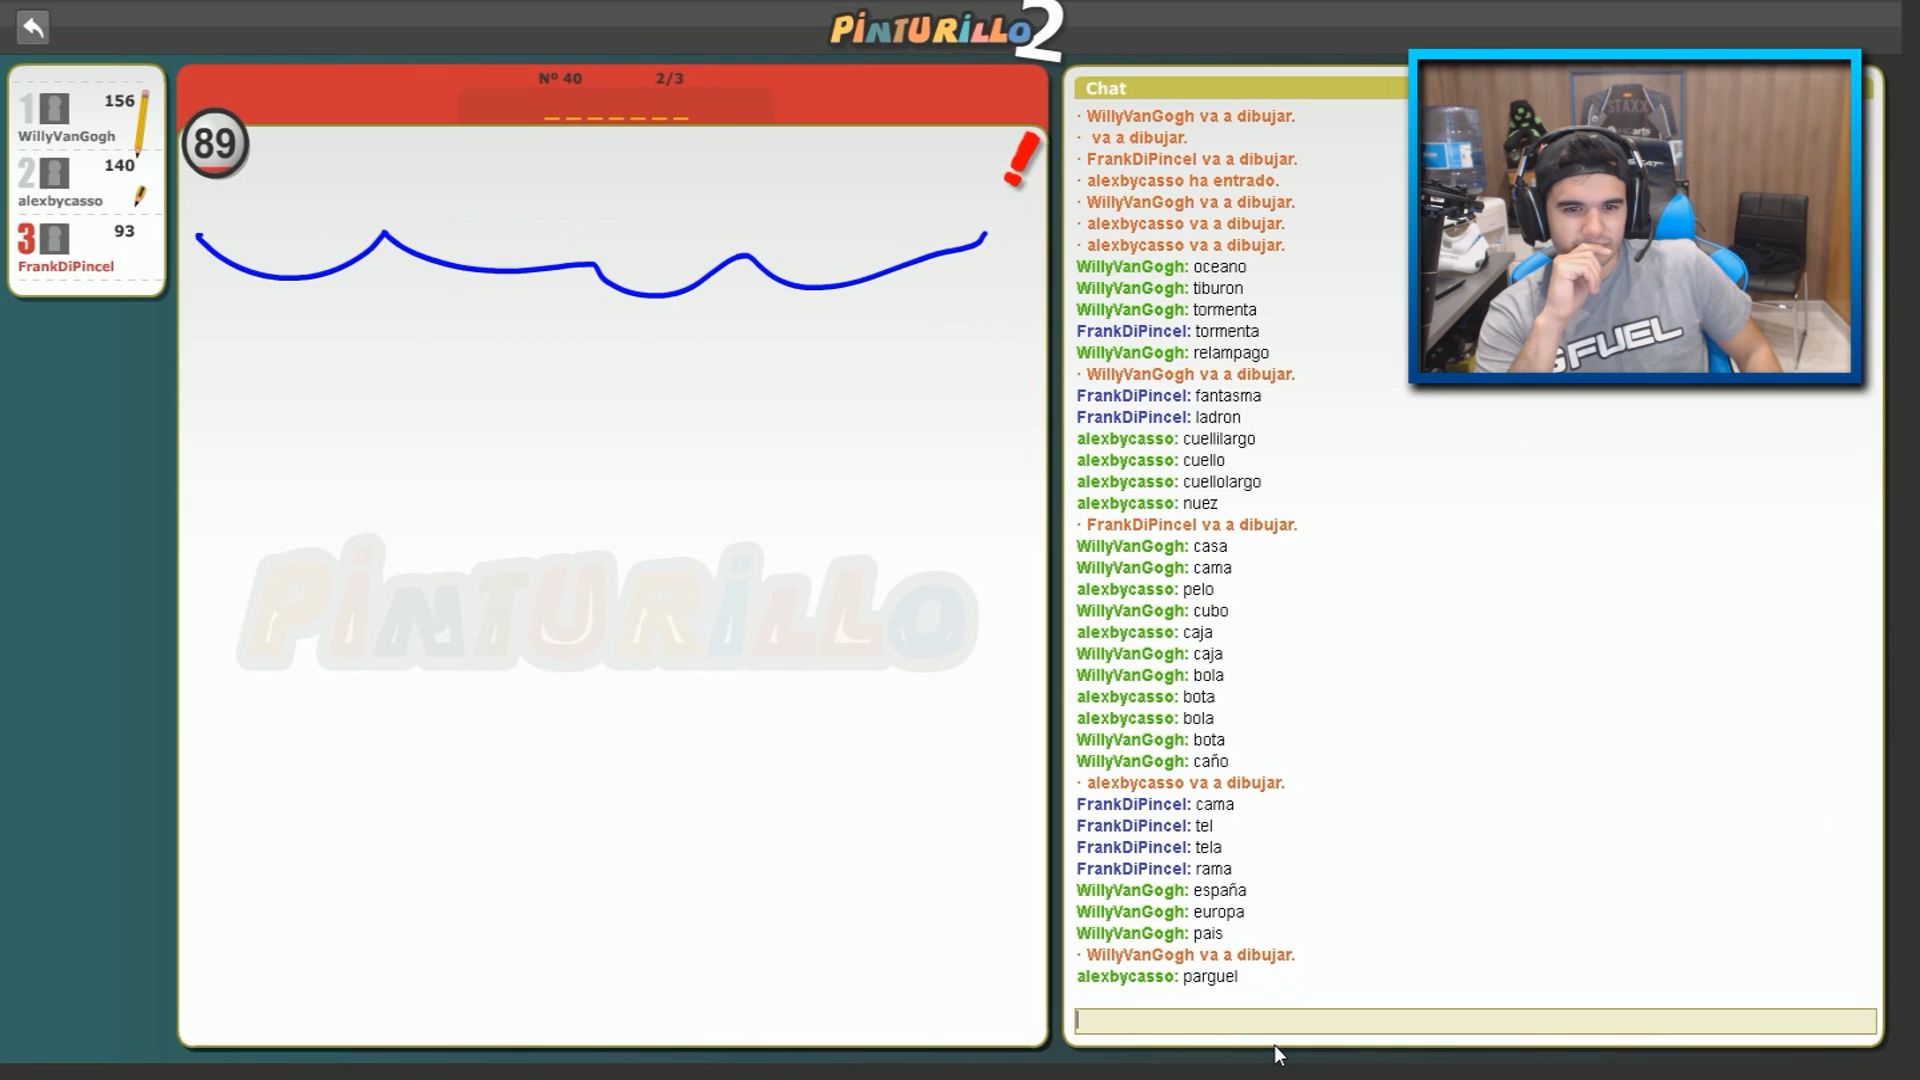 PINTURILLO 2
Nº 40 2/3
89
1 156
WillyVanGogh
2 140
alexbycasso
3 93
FrankDiPincel
PINTURILLO
Chat
· WillyVanGogh va a dibujar.
· va a dibujar.
· FrankDiPincel va a dibujar.
· alexbycasso ha entrado.
· WillyVanGogh va a dibujar.
· alexbycasso va a dibujar.
· alexbycasso va a dibujar.
WillyVanGogh: oceano
WillyVanGogh: tiburon
WillyVanGogh: tormenta
FrankDiPincel: tormenta
WillyVanGogh: relampago
· WillyVanGogh va a dibujar.
FrankDiPincel: fantasma
FrankDiPincel: ladron
alexbycasso: cuellilargo
alexbycasso: cuello
alexbycasso: cuellolargo
alexbycasso: nuez
· FrankDiPincel va a dibujar.
WillyVanGogh: casa
WillyVanGogh: cama
alexbycasso: pelo
WillyVanGogh: cubo
alexbycasso: caja
WillyVanGogh: caja
WillyVanGogh: bola
alexbycasso: bota
alexbycasso: bola
WillyVanGogh: bota
WillyVanGogh: caño
· alexbycasso va a dibujar.
FrankDiPincel: cama
FrankDiPincel: tel
FrankDiPincel: tela
FrankDiPincel: rama
WillyVanGogh: españa
WillyVanGogh: europa
WillyVanGogh: pais
· WillyVanGogh va a dibujar.
alexbycasso: parguel
STAXX
GFUEL